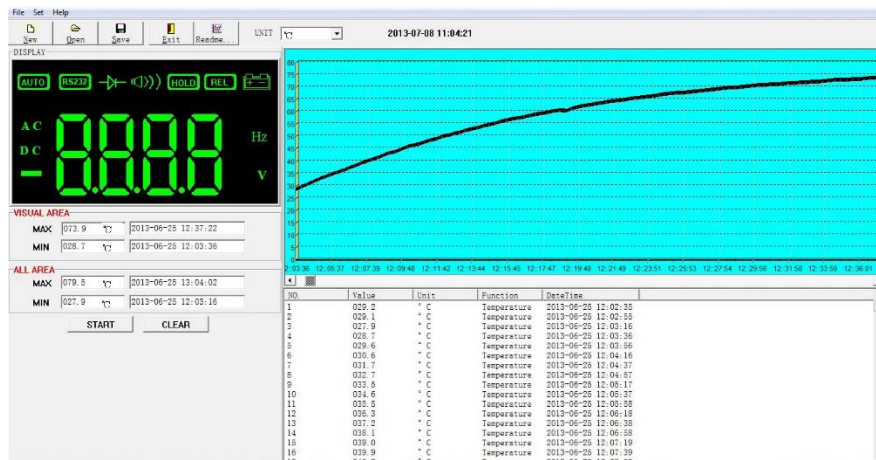 File Set Help
New Open Save Exit Readme... UNIT ℃ 2013-07-08 11:04:21
DISPLAY
AUTO RS232 HOLD REL
AC
DC
8.8.8.8
Hz
V
VISUAL AREA
MAX 073.9 ℃ 2013-06-25 12:37:22
MIN 028.7 ℃ 2013-06-25 12:03:36
ALL AREA
MAX 079.5 ℃ 2013-06-25 13:04:02
MIN 027.9 ℃ 2013-06-25 12:03:16
START CLEAR
80
75
70
65
60
55
50
45
40
35
30
25
20
15
10
5
0
2:03:36 12:05:37 12:07:39 12:09:40 12:11:42 12:13:44 12:15:45 12:17:47 12:19:48 12:21:49 12:23:51 12:25:53 12:27:54 12:29:56 12:31:58 12:33:59 12:36:01
NO. Value Unit Function DateTime
1 029.2 ° C Temperature 2013-06-25 12:02:35
2 029.1 ° C Temperature 2013-06-25 12:02:55
3 027.9 ° C Temperature 2013-06-25 12:03:16
4 028.7 ° C Temperature 2013-06-25 12:03:36
5 029.6 ° C Temperature 2013-06-25 12:03:56
6 030.6 ° C Temperature 2013-06-25 12:04:16
7 031.7 ° C Temperature 2013-06-25 12:04:37
8 032.7 ° C Temperature 2013-06-25 12:04:57
9 033.5 ° C Temperature 2013-06-25 12:05:17
10 034.6 ° C Temperature 2013-06-25 12:05:37
11 035.5 ° C Temperature 2013-06-25 12:05:58
12 036.3 ° C Temperature 2013-06-25 12:06:18
13 037.2 ° C Temperature 2013-06-25 12:06:38
14 038.1 ° C Temperature 2013-06-25 12:06:58
15 039.0 ° C Temperature 2013-06-25 12:07:19
16 039.9 ° C Temperature 2013-06-25 12:07:39